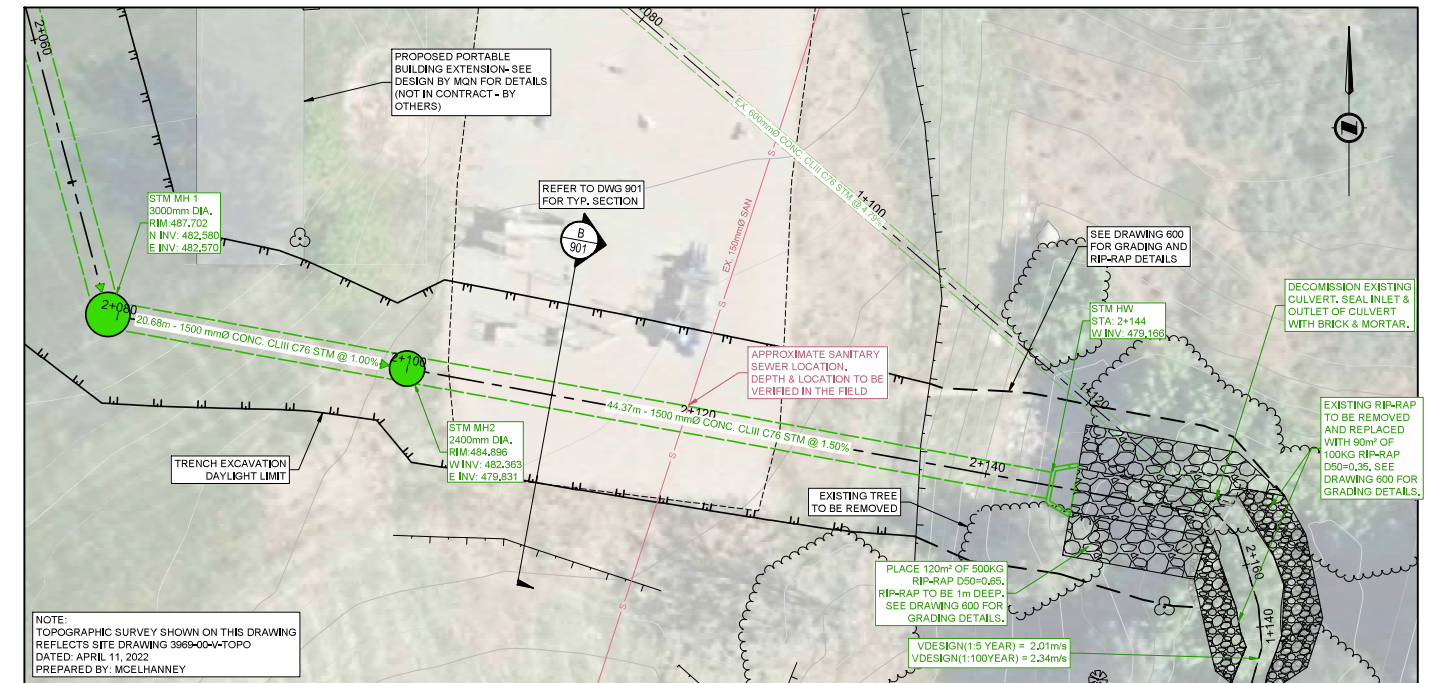 2+060
2+080
PROPOSED PORTABLE
BUILDING EXTENSION- SEE
DESIGN BY MQN FOR DETAILS
(NOT IN CONTRACT - BY
OTHERS)
EX. 600mmØ CONC. CLIII C76 STM @ 4.79%
1+100
STM MH 1
3000mm DIA.
RIM:487.702
N INV: 482.580
E INV: 482.570
REFER TO DWG 901
FOR TYP. SECTION
B
901
S
EX. 150mmØ SAN
S
SEE DRAWING 600
FOR GRADING AND
RIP-RAP DETAILS
Z
DECOMISSION EXISTING
CULVERT. SEAL INLET &
OUTLET OF CULVERT
WITH BRICK & MORTAR.
STM HW
STA: 2+144
W INV: 479.166
2+080
20.68m - 1500 mmØ CONC. CLIII C76 STM @ 1.00%
2+100
APPROXIMATE SANITARY
SEWER LOCATION.
DEPTH & LOCATION TO BE
VERIFIED IN THE FIELD
2+120
44.37m - 1500 mmØ CONC. CLIII C76 STM @ 1.50%
1+120
EXISTING RIP-RAP
TO BE REMOVED
AND REPLACED
WITH 90m² OF
100KG RIP-RAP
D50=0.35. SEE
DRAWING 600 FOR
GRADING DETAILS.
STM MH2
2400mm DIA.
RIM:484.896
W INV: 482.363
E INV: 479.831
TRENCH EXCAVATION
DAYLIGHT LIMIT
S
2+140
EXISTING TREE
TO BE REMOVED
PLACE 120m² OF 500KG
RIP-RAP D50=0.65.
RIP-RAP TO BE 1m DEEP.
SEE DRAWING 600 FOR
GRADING DETAILS.
2+160
1+140
S
VDESIGN(1:5 YEAR) = 2.01m/s
VDESIGN(1:100YEAR) = 2.34m/s
NOTE:
TOPOGRAPHIC SURVEY SHOWN ON THIS DRAWING
REFLECTS SITE DRAWING 3969-00-V-TOPO
DATED: APRIL 11, 2022
PREPARED BY: MCELHANNEY